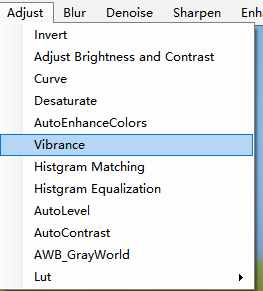 Adjust Blur Denoise Sharpen
Invert
Adjust Brightness and Contrast
Curve
Desaturate
AutoEnhanceColors
Vibrance
Histgram Matching
Histgram Equalization
AutoLevel
AutoContrast
AWB_GrayWorld
Lut